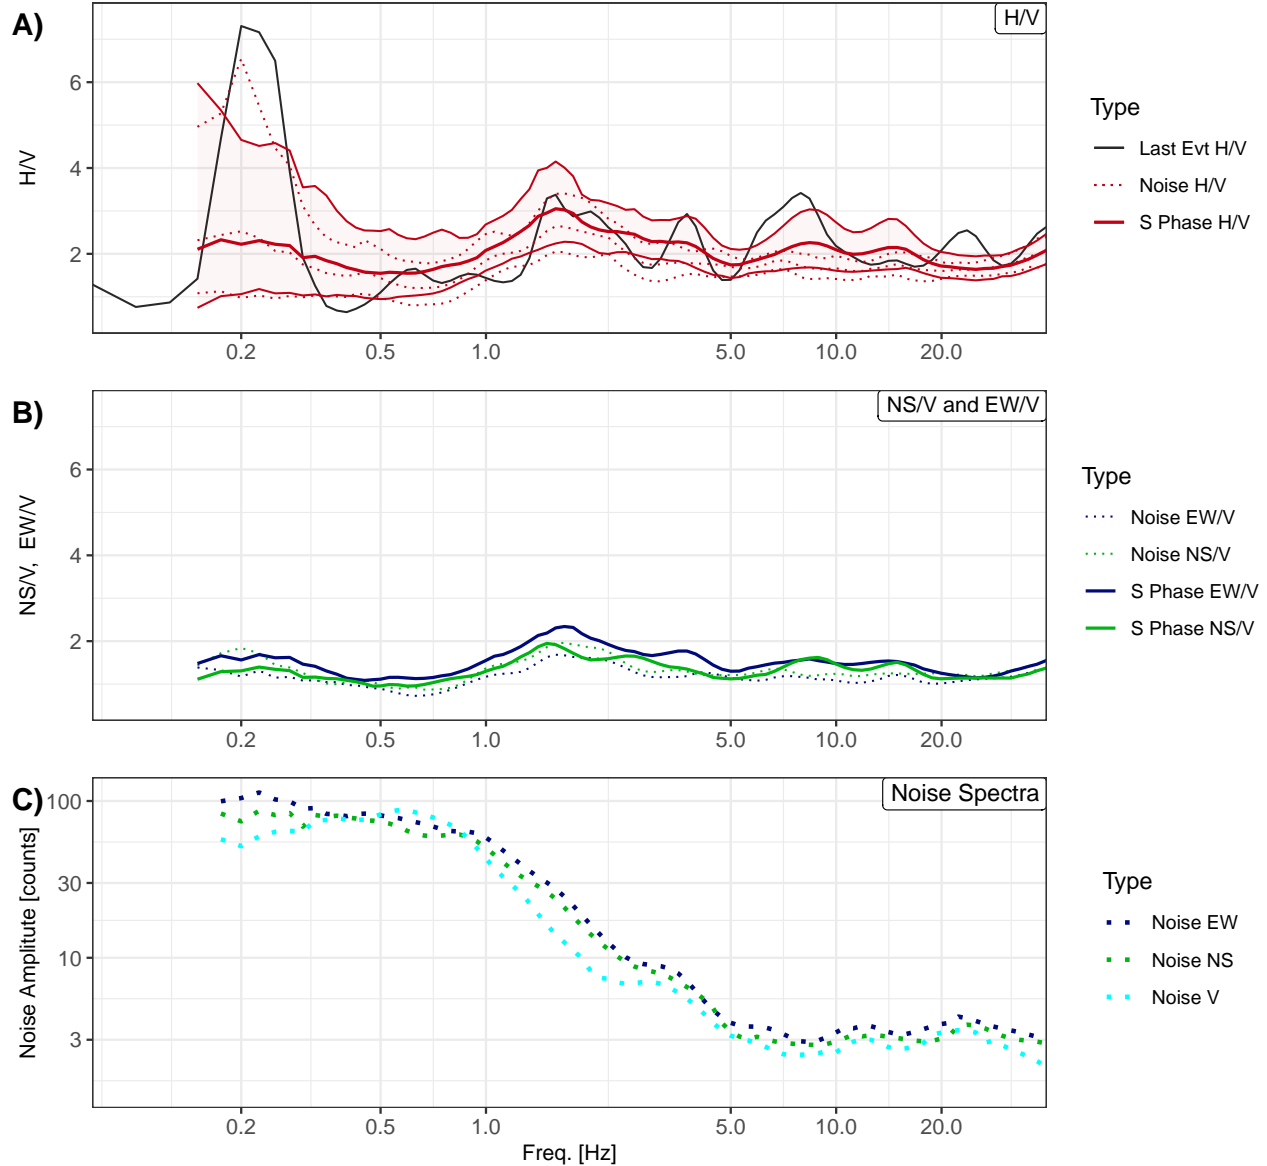 A)
H/V
H/V
6
4
2
0.2 0.5 1.0 5.0 10.0 20.0
Type
Last Evt H/V
Noise H/V
S Phase H/V
B)
NS/V and EW/V
NS/V, EW/V
6
4
2
0.2 0.5 1.0 5.0 10.0 20.0
Type
Noise EW/V
Noise NS/V
S Phase EW/V
S Phase NS/V
C)
Noise Spectra
Noise Amplitute [counts]
100
30
10
3
0.2 0.5 1.0 5.0 10.0 20.0
Freq. [Hz]
Type
Noise EW
Noise NS
Noise V